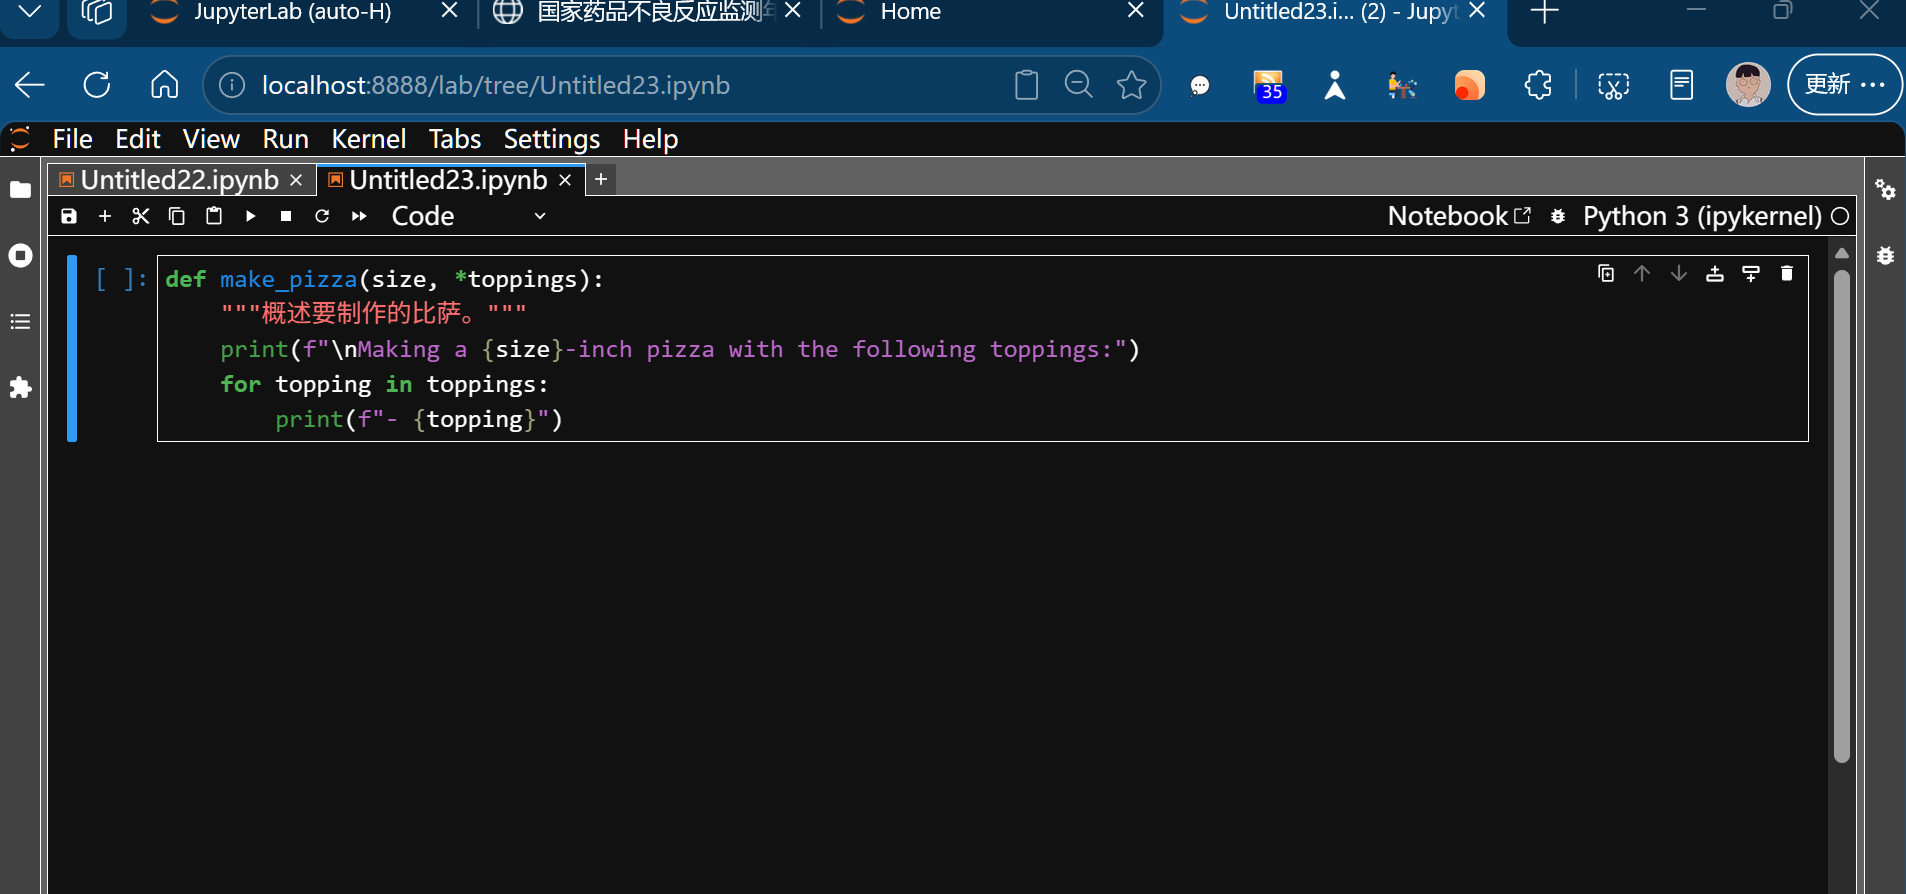 JupyterLab (auto-H)
国家药品不良反应监测年
Home
Untitled23.i... (2) - Jupyt
localhost:8888/lab/tree/Untitled23.ipynb
35
更新
File Edit View Run Kernel Tabs Settings Help
Untitled22.ipynb
Untitled23.ipynb
Code
Notebook
Python 3 (ipykernel)
[ ]:
def make_pizza(size, *toppings):
    """概述要制作的比萨。"""
    print(f"\nMaking a {size}-inch pizza with the following toppings:")
    for topping in toppings:
        print(f"- {topping}")